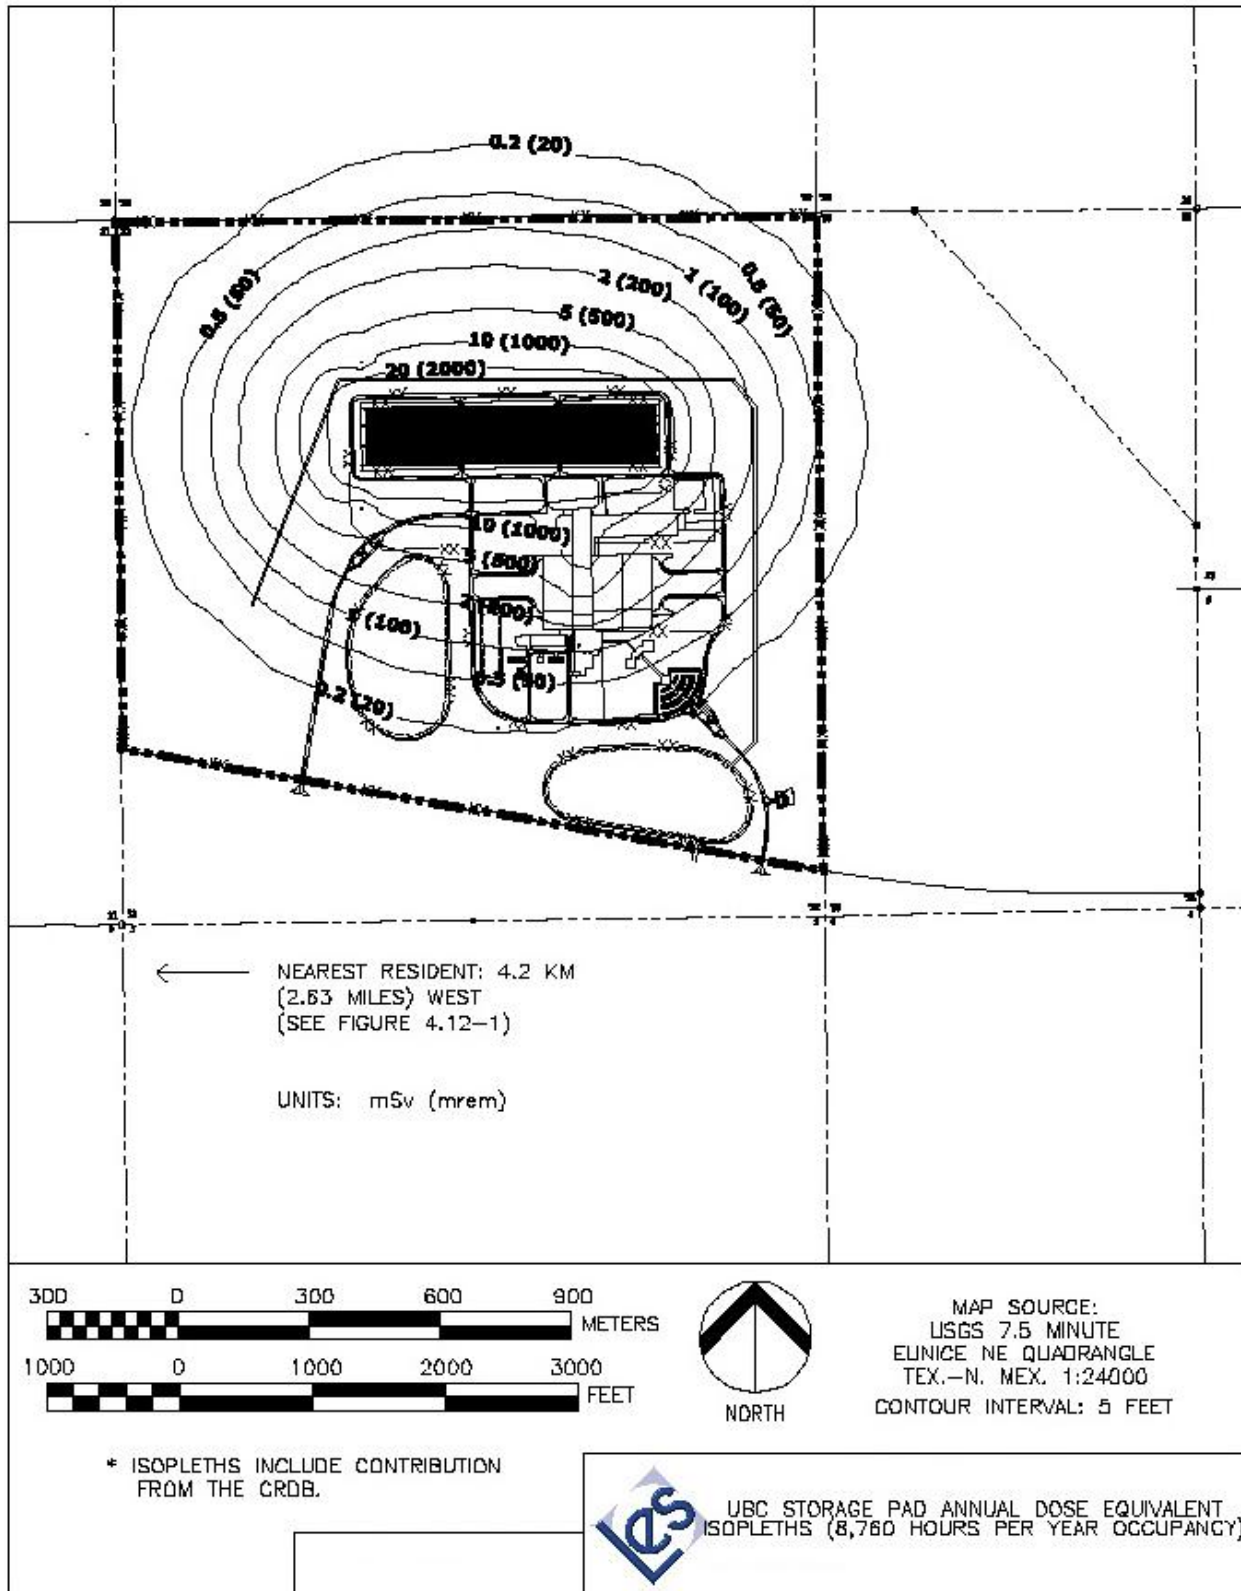 0.2 (20)
0.5 (50)
0.5 (50)
1 (100)
2 (200)
5 (500)
10 (1000)
20 (2000)
10 (1000)
5 (500)
1 (100)
0.5 (50)
0.2 (20)
NEAREST RESIDENT: 4.2 KM
(2.63 MILES) WEST
(SEE FIGURE 4.12-1)
UNITS: mSv (mrem)
300 0 300 600 900
METERS
1000 0 1000 2000 3000
FEET
NORTH
MAP SOURCE:
USGS 7.5 MINUTE
EUNICE NE QUADRANGLE
TEX.-N. MEX. 1:24000
CONTOUR INTERVAL: 5 FEET
* ISOPLETHS INCLUDE CONTRIBUTION
FROM THE CRDB.
Les
UBC STORAGE PAD ANNUAL DOSE EQUIVALENT
ISOPLETHS (8,760 HOURS PER YEAR OCCUPANCY)